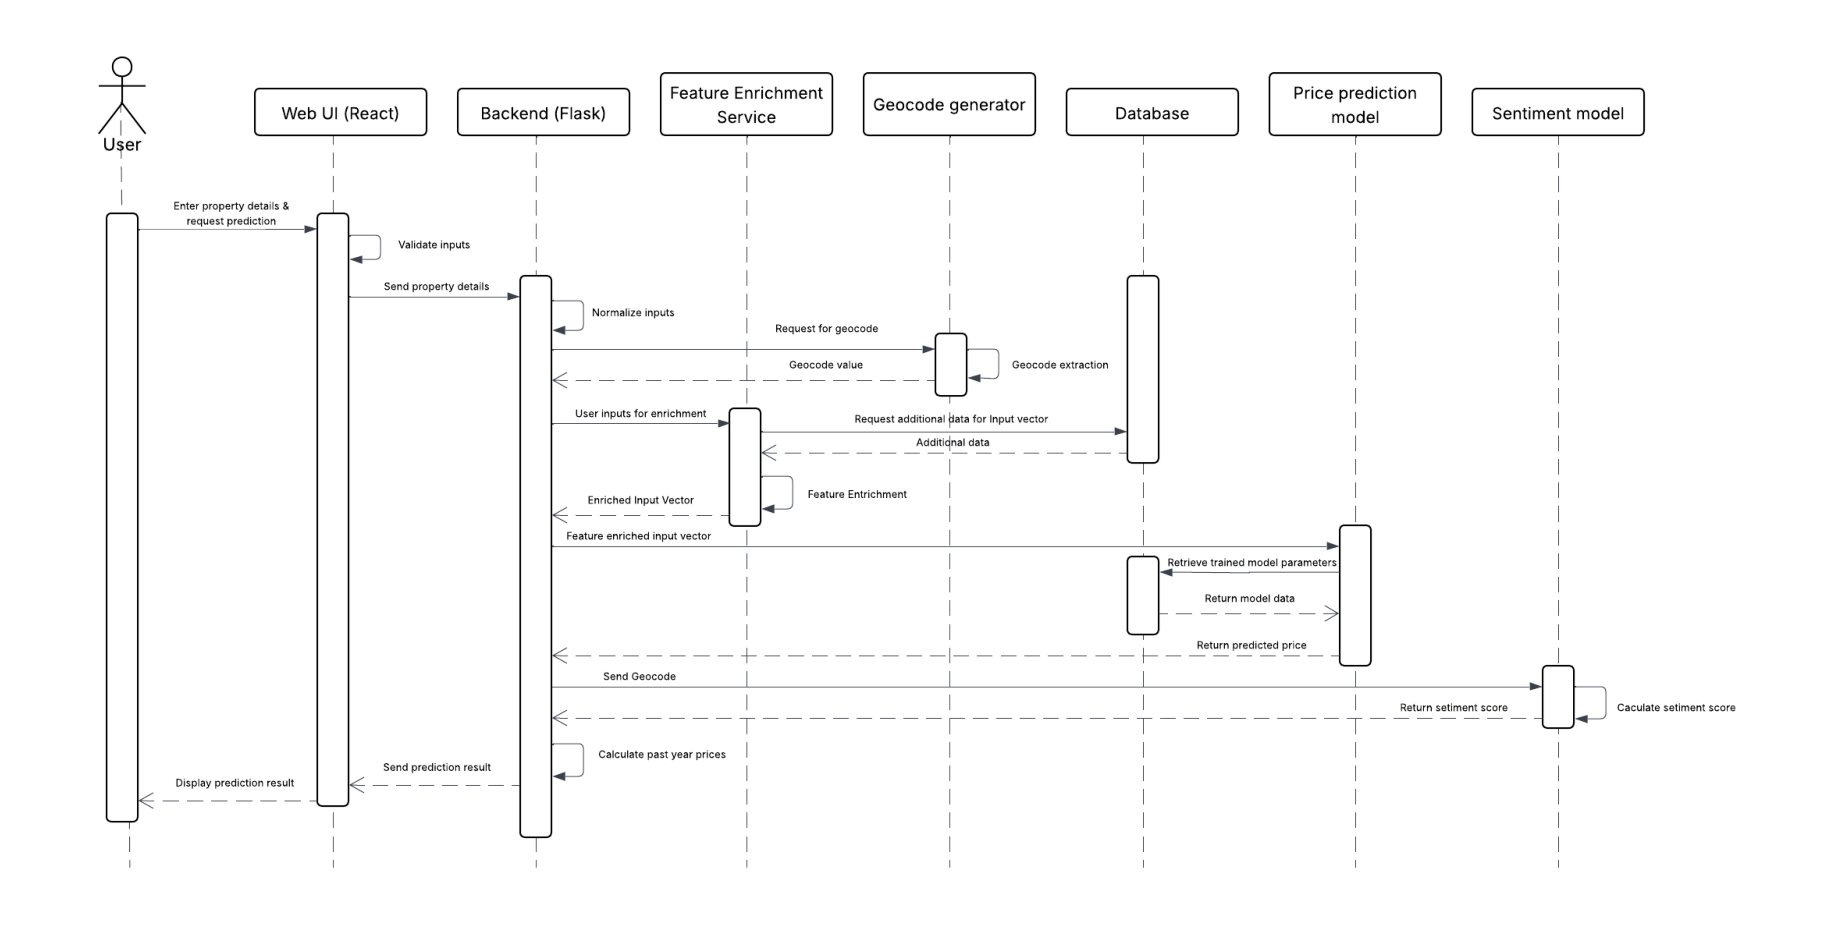 User
Web UI (React)
Backend (Flask)
Feature Enrichment
Service
Geocode generator
Database
Price prediction
model
Sentiment model
Enter property details &
request prediction
Validate inputs
Send property details
Normalize inputs
Request for geocode
Geocode value
Geocode extraction
User inputs for enrichment
Request additional data for Input vector
Additional data
Feature Entrichment
Enriched Input Vector
Feature enriched input vector
Retrieve trained model parameters
Return model data
Return predicted price
Send Geocode
Return setiment score
Caculate setiment score
Calculate past year prices
Send prediction result
Display prediction result